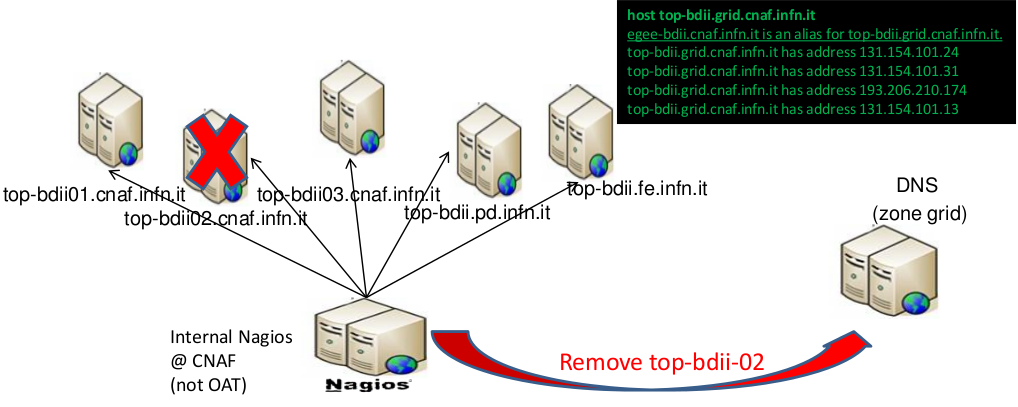 host top-bdii.grid.cnaf.infn.it
egee-bdii.cnaf.infn.it is an alias for top-bdii.grid.cnaf.infn.it.
top-bdii.grid.cnaf.infn.it has address 131.154.101.24
top-bdii.grid.cnaf.infn.it has address 131.154.101.31
top-bdii.grid.cnaf.infn.it has address 193.206.210.174
top-bdii.grid.cnaf.infn.it has address 131.154.101.13
top-bdii01.cnaf.infn.it
top-bdii02.cnaf.infn.it
top-bdii03.cnaf.infn.it
top-bdii.pd.infn.it
top-bdii.fe.infn.it
DNS
(zone grid)
Internal Nagios
@ CNAF
(not OAT)
Nagios
Remove top-bdii-02